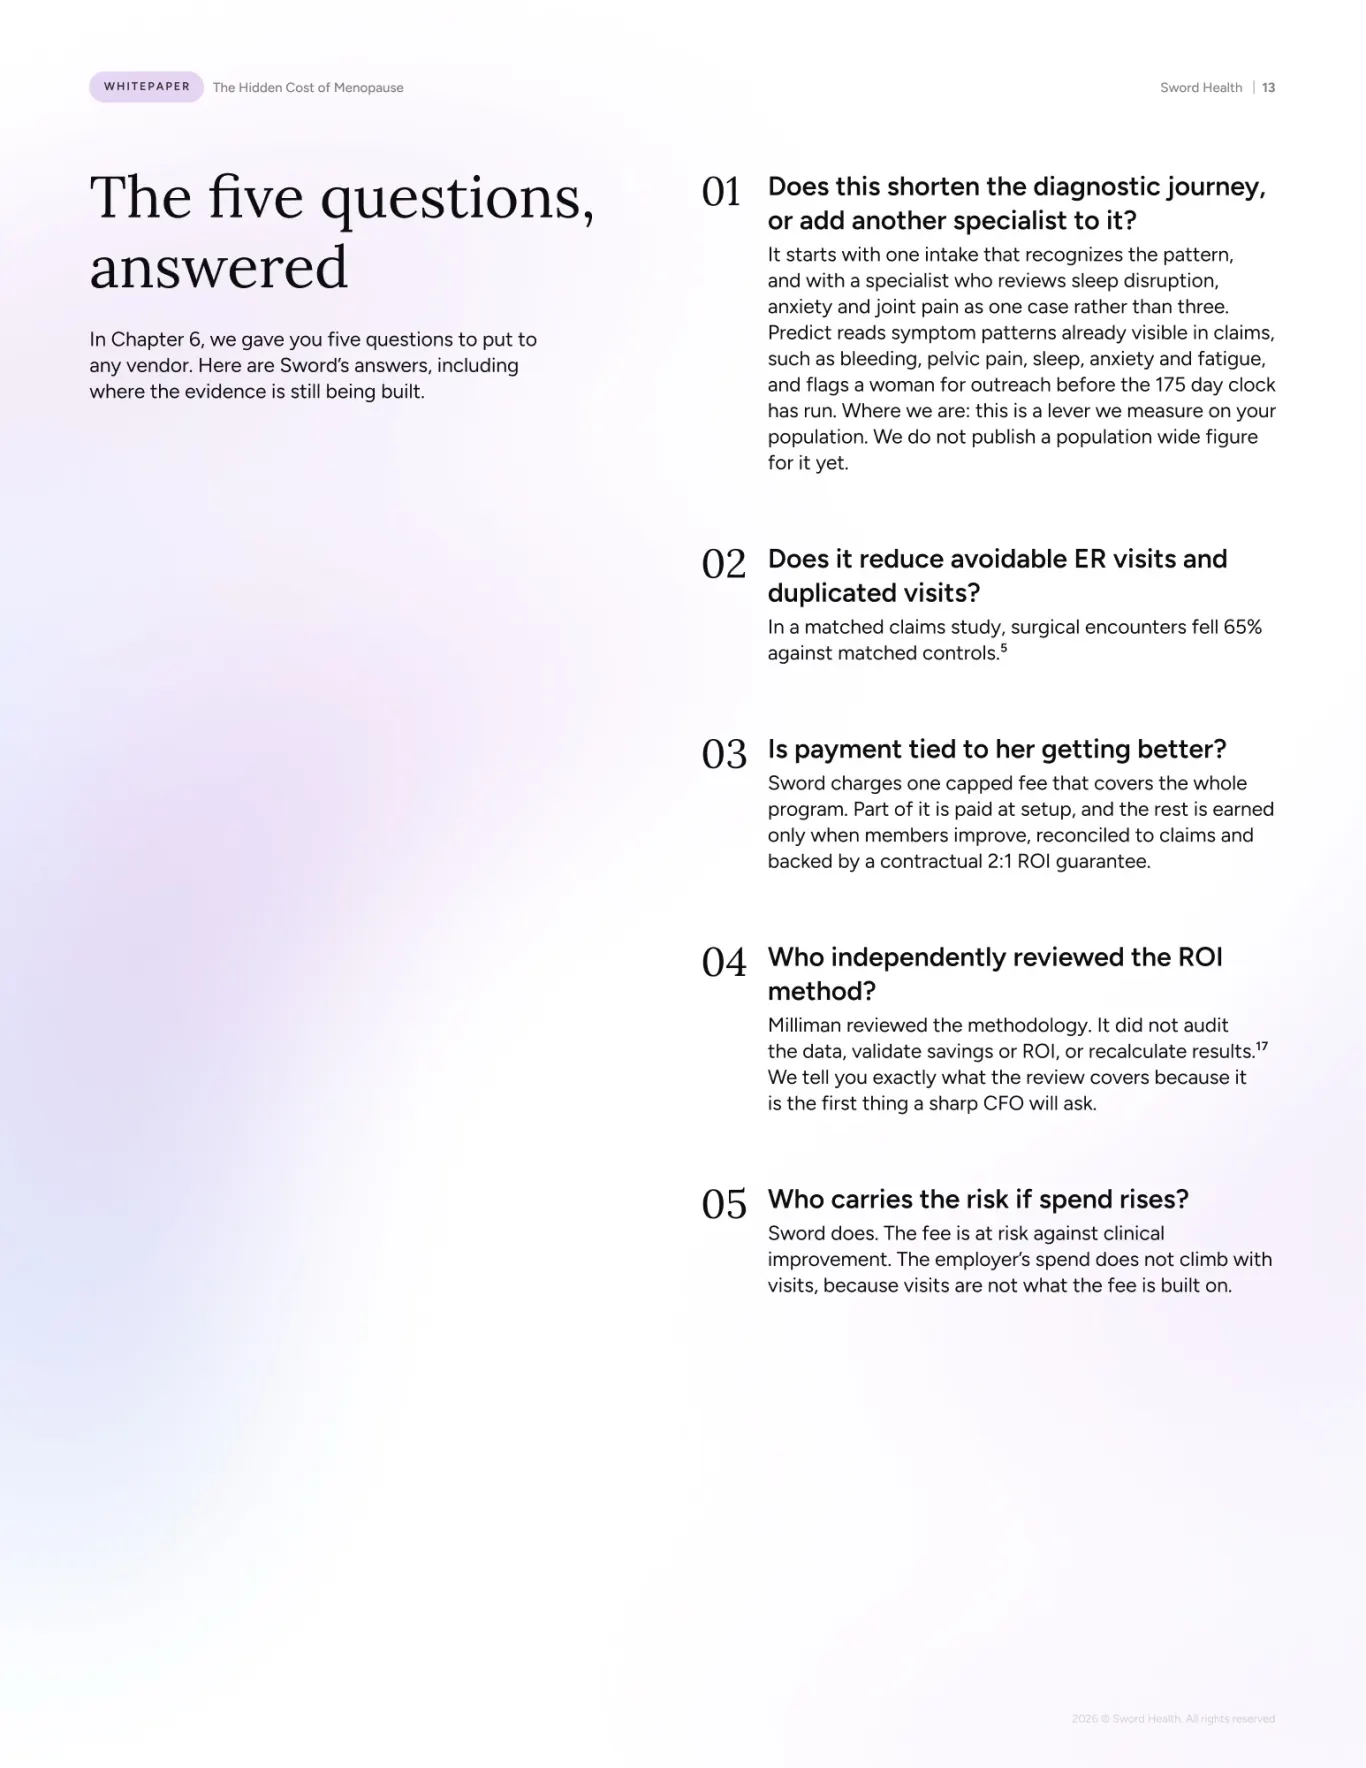 WHITEPAPER The Hidden Cost of Menopause
Sword Health | 13
The five questions,
answered
In Chapter 6, we gave you five questions to put to
any vendor. Here are Sword’s answers, including
where the evidence is still being built.
01 Does this shorten the diagnostic journey,
or add another specialist to it?
It starts with one intake that recognizes the pattern,
and with a specialist who reviews sleep disruption,
anxiety and joint pain as one case rather than three.
Predict reads symptom patterns already visible in claims,
such as bleeding, pelvic pain, sleep, anxiety and fatigue,
and flags a woman for outreach before the 175 day clock
has run. Where we are: this is a lever we measure on your
population. We do not publish a population wide figure
for it yet.
02 Does it reduce avoidable ER visits and
duplicated visits?
In a matched claims study, surgical encounters fell 65%
against matched controls.⁵
03 Is payment tied to her getting better?
Sword charges one capped fee that covers the whole
program. Part of it is paid at setup, and the rest is earned
only when members improve, reconciled to claims and
backed by a contractual 2:1 ROI guarantee.
04 Who independently reviewed the ROI
method?
Milliman reviewed the methodology. It did not audit
the data, validate savings or ROI, or recalculate results.¹⁷
We tell you exactly what the review covers because it
is the first thing a sharp CFO will ask.
05 Who carries the risk if spend rises?
Sword does. The fee is at risk against clinical
improvement. The employer’s spend does not climb with
visits, because visits are not what the fee is built on.
2026 © Sword Health. All rights reserved